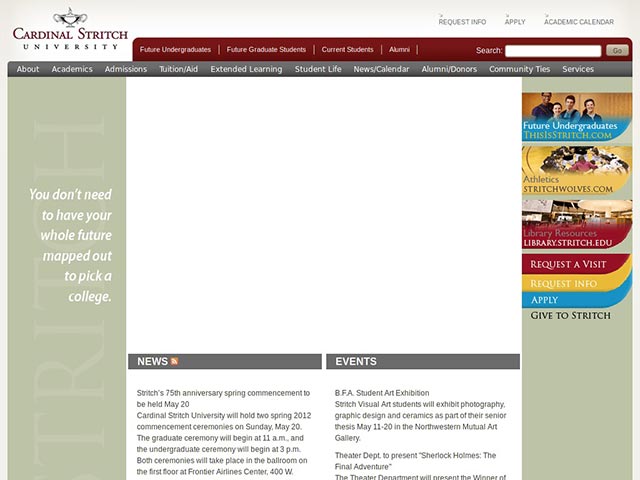 CARDINAL STRITCH
UNIVERSITY
REQUEST INFO
APPLY
ACADEMIC CALENDAR
Future Undergraduates
Future Graduate Students
Current Students
Alumni
Search:
Go
About
Academics
Admissions
Tuition/Aid
Extended Learning
Student Life
News/Calendar
Alumni/Donors
Community Ties
Services
STRITCH
STRITCH
You don't need
to have your
whole future
mapped out
to pick a
college.
Future Undergraduates
THISISSTRITCH.COM
Athletics
STRITCHWOLVES.COM
Library Resources
LIBRARY.STRITCH.EDU
REQUEST A VISIT
REQUEST INFO
APPLY
GIVE TO STRITCH
NEWS
Stritch's 75th anniversary spring commencement to
be held May 20
Cardinal Stritch University will hold two spring 2012
commencement ceremonies on Sunday, May 20.
The graduate ceremony will begin at 11 a.m., and
the undergraduate ceremony will begin at 3 p.m.
Both ceremonies will take place in the ballroom on
the first floor at Frontier Airlines Center, 400 W.
EVENTS
B.F.A. Student Art Exhibition
Stritch Visual Art students will exhibit photography,
graphic design and ceramics as part of their senior
thesis May 11-20 in the Northwestern Mutual Art
Gallery.
Theater Dept. to present "Sherlock Holmes: The
Final Adventure"
The Theater Department will present the Winner of